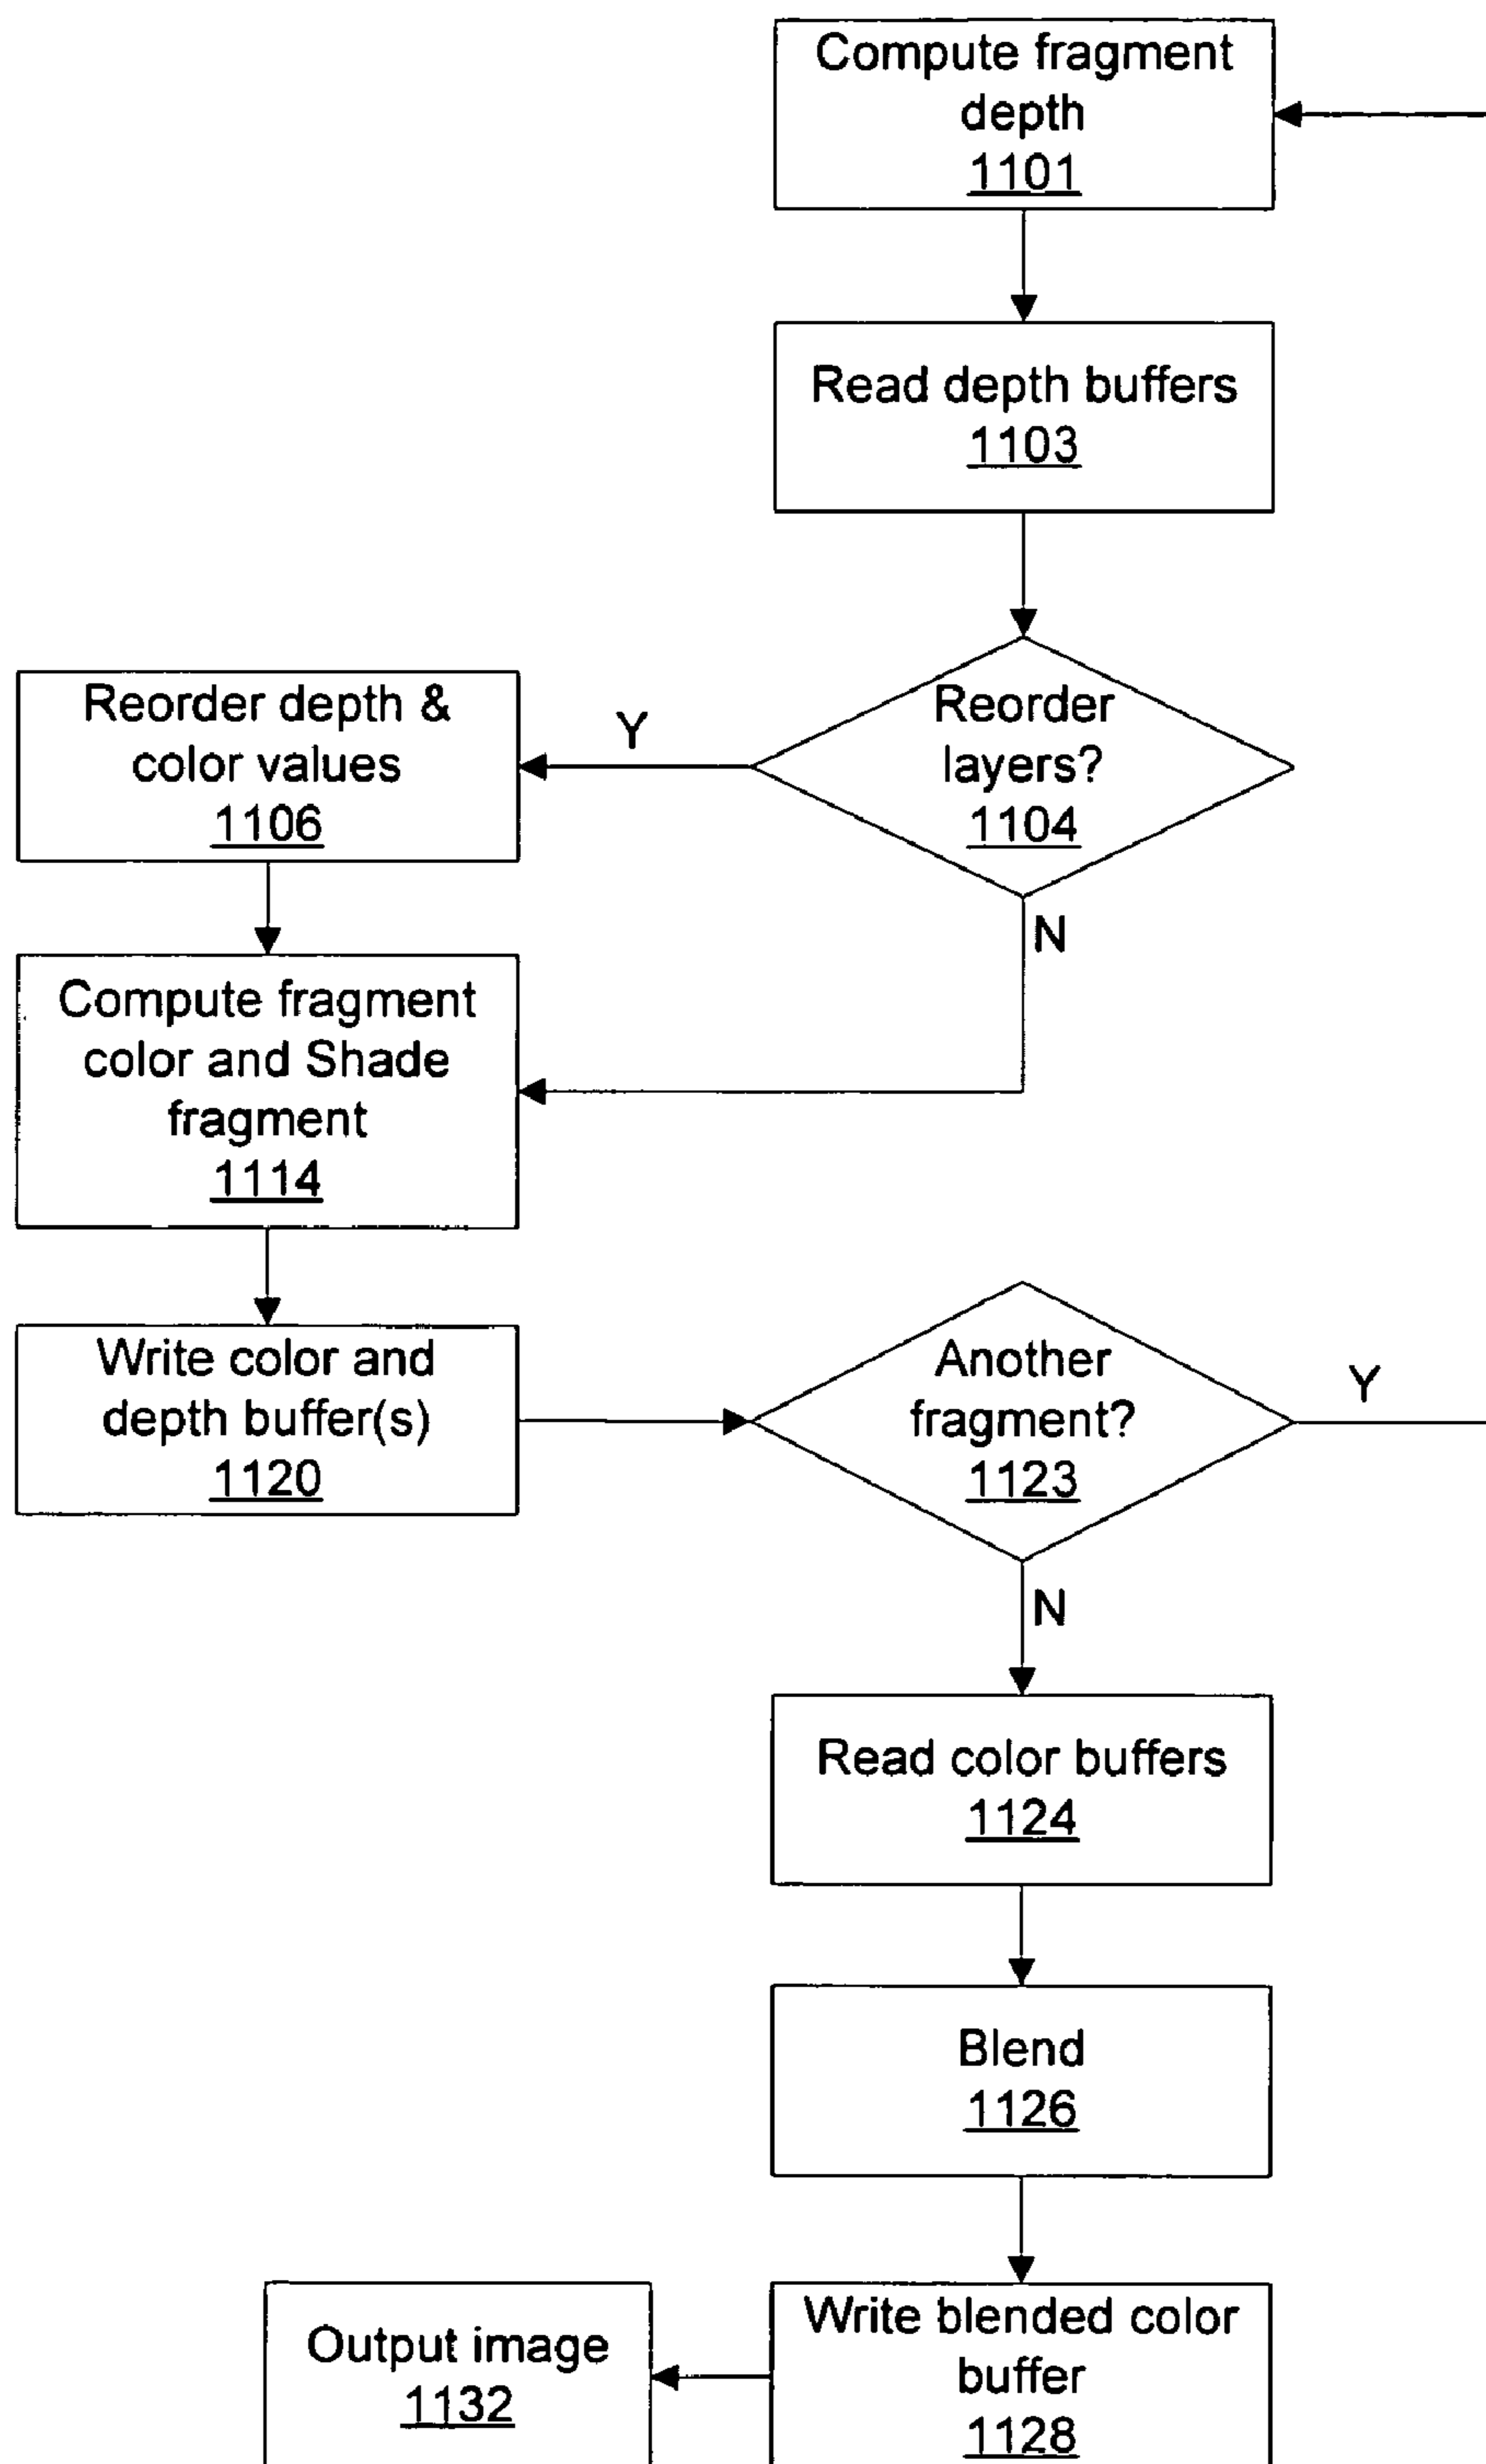 Compute fragment
depth
1101
Read depth buffers
1103
Reorder
layers?
1104
Y
N
Reorder depth &
color values
1106
Compute fragment
color and Shade
fragment
1114
Write color and
depth buffer(s)
1120
Another
fragment?
1123
Y
N
Read color buffers
1124
Blend
1126
Write blended color
buffer
1128
Output image
1132